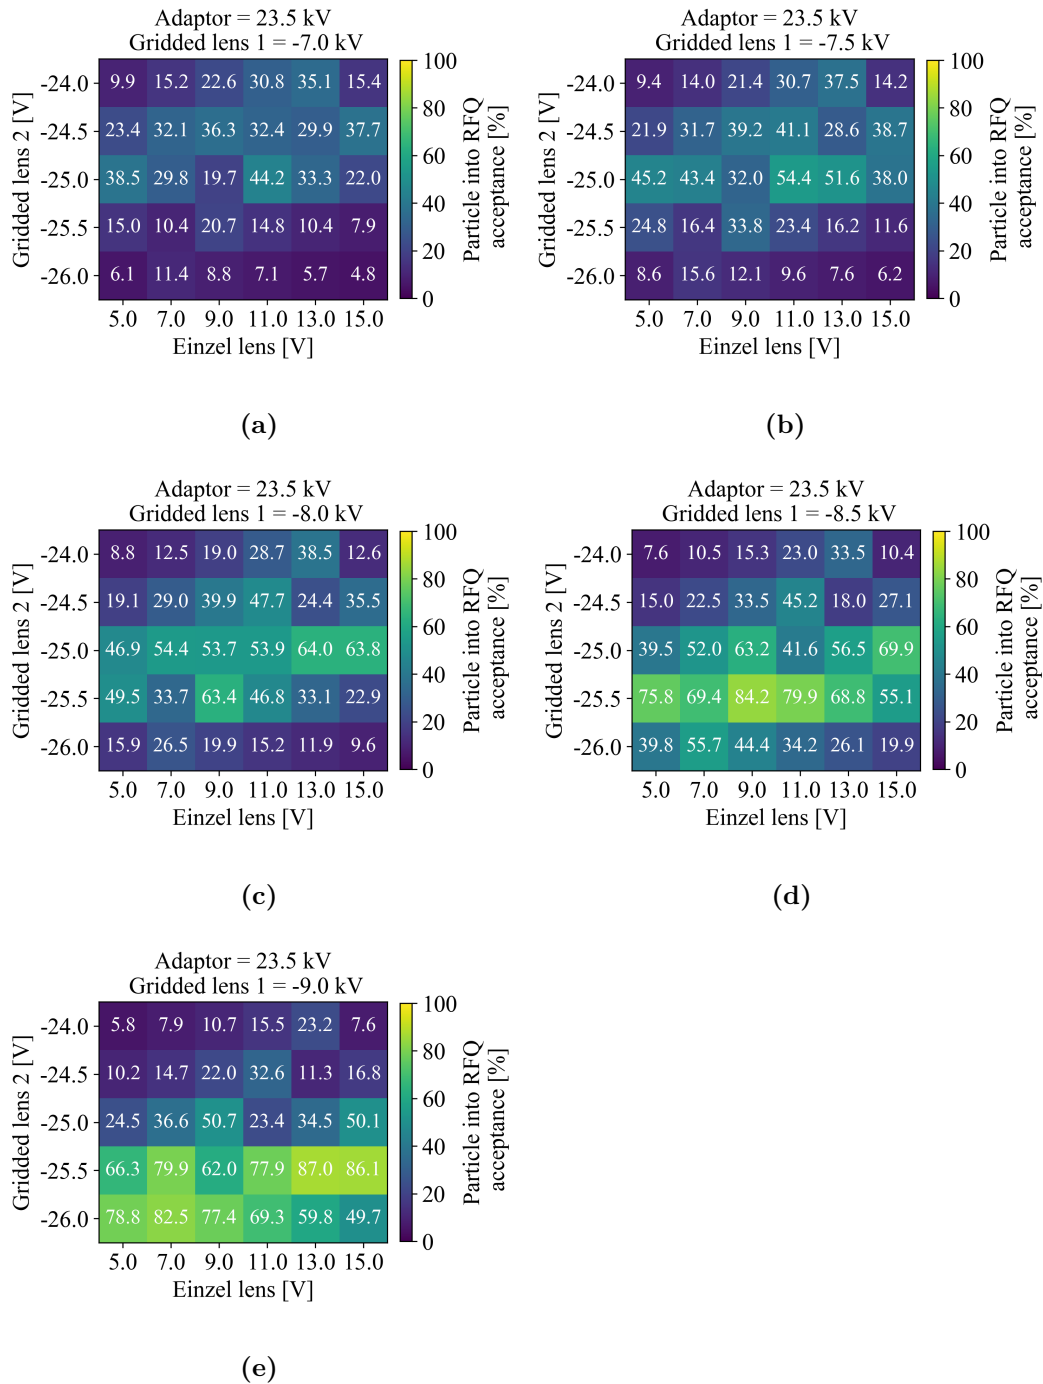 Adaptor = 23.5 kV
Gridded lens 1 = -7.0 kV
Gridded lens 2 [V]
-24.0 9.9 15.2 22.6 30.8 35.1 15.4
-24.5 23.4 32.1 36.3 32.4 29.9 37.7
-25.0 38.5 29.8 19.7 44.2 33.3 22.0
-25.5 15.0 10.4 20.7 14.8 10.4 7.9
-26.0 6.1 11.4 8.8 7.1 5.7 4.8
5.0 7.0 9.0 11.0 13.0 15.0
Einzel lens [V]
100
80
60
40
20
0
Particle into RFQ
acceptance [%]
(a)
Adaptor = 23.5 kV
Gridded lens 1 = -7.5 kV
Gridded lens 2 [V]
-24.0 9.4 14.0 21.4 30.7 37.5 14.2
-24.5 21.9 31.7 39.2 41.1 28.6 38.7
-25.0 45.2 43.4 32.0 54.4 51.6 38.0
-25.5 24.8 16.4 33.8 23.4 16.2 11.6
-26.0 8.6 15.6 12.1 9.6 7.6 6.2
5.0 7.0 9.0 11.0 13.0 15.0
Einzel lens [V]
100
80
60
40
20
0
Particle into RFQ
acceptance [%]
(b)
Adaptor = 23.5 kV
Gridded lens 1 = -8.0 kV
Gridded lens 2 [V]
-24.0 8.8 12.5 19.0 28.7 38.5 12.6
-24.5 19.1 29.0 39.9 47.7 24.4 35.5
-25.0 46.9 54.4 53.7 53.9 64.0 63.8
-25.5 49.5 33.7 63.4 46.8 33.1 22.9
-26.0 15.9 26.5 19.9 15.2 11.9 9.6
5.0 7.0 9.0 11.0 13.0 15.0
Einzel lens [V]
100
80
60
40
20
0
Particle into RFQ
acceptance [%]
(c)
Adaptor = 23.5 kV
Gridded lens 1 = -8.5 kV
Gridded lens 2 [V]
-24.0 7.6 10.5 15.3 23.0 33.5 10.4
-24.5 15.0 22.5 33.5 45.2 18.0 27.1
-25.0 39.5 52.0 63.2 41.6 56.5 69.9
-25.5 75.8 69.4 84.2 79.9 68.8 55.1
-26.0 39.8 55.7 44.4 34.2 26.1 19.9
5.0 7.0 9.0 11.0 13.0 15.0
Einzel lens [V]
100
80
60
40
20
0
Particle into RFQ
acceptance [%]
(d)
Adaptor = 23.5 kV
Gridded lens 1 = -9.0 kV
Gridded lens 2 [V]
-24.0 5.8 7.9 10.7 15.5 23.2 7.6
-24.5 10.2 14.7 22.0 32.6 11.3 16.8
-25.0 24.5 36.6 50.7 23.4 34.5 50.1
-25.5 66.3 79.9 62.0 77.9 87.0 86.1
-26.0 78.8 82.5 77.4 69.3 59.8 49.7
5.0 7.0 9.0 11.0 13.0 15.0
Einzel lens [V]
100
80
60
40
20
0
Particle into RFQ
acceptance [%]
(e)